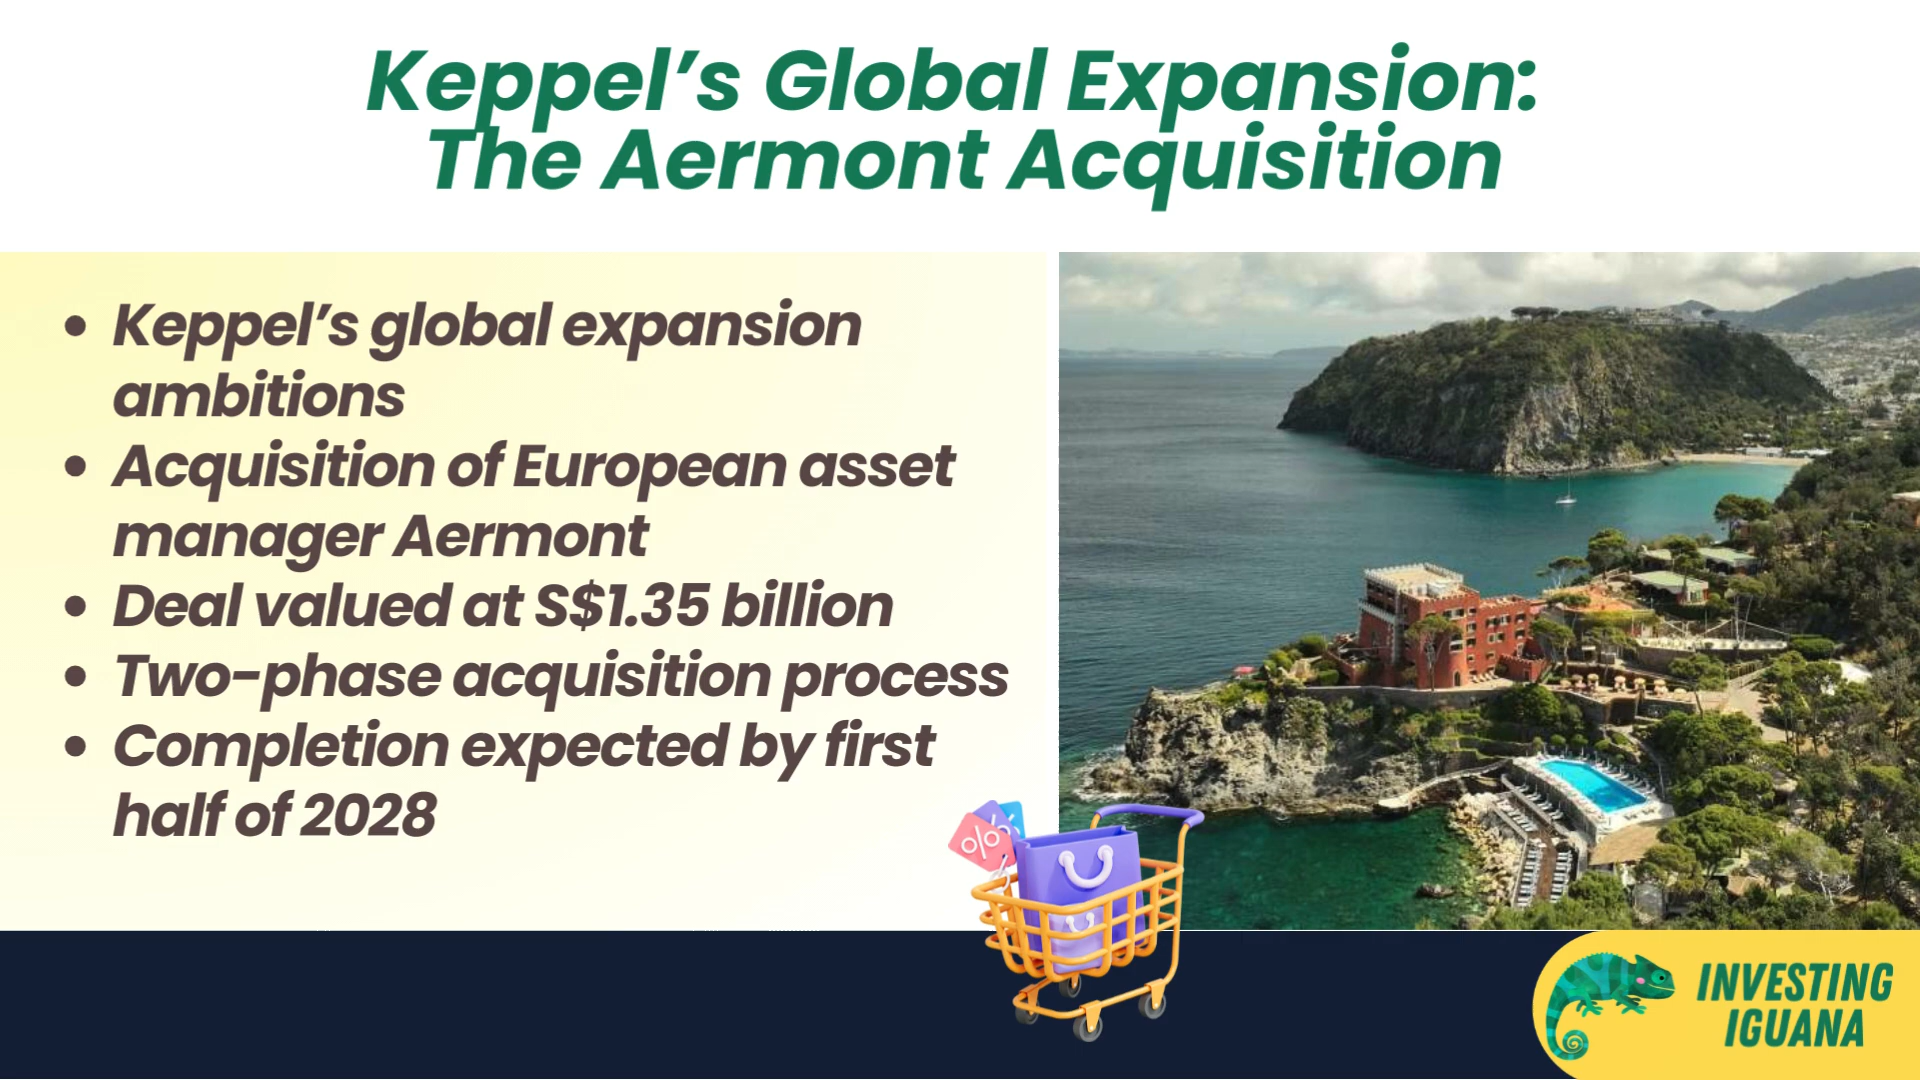 Keppel’s Global Expansion:
The Aermont Acquisition
• Keppel’s global expansion
ambitions
• Acquisition of European asset
manager Aermont
• Deal valued at S$1.35 billion
• Two-phase acquisition process
• Completion expected by first
half of 2028
%
%
INVESTING
IGUANA